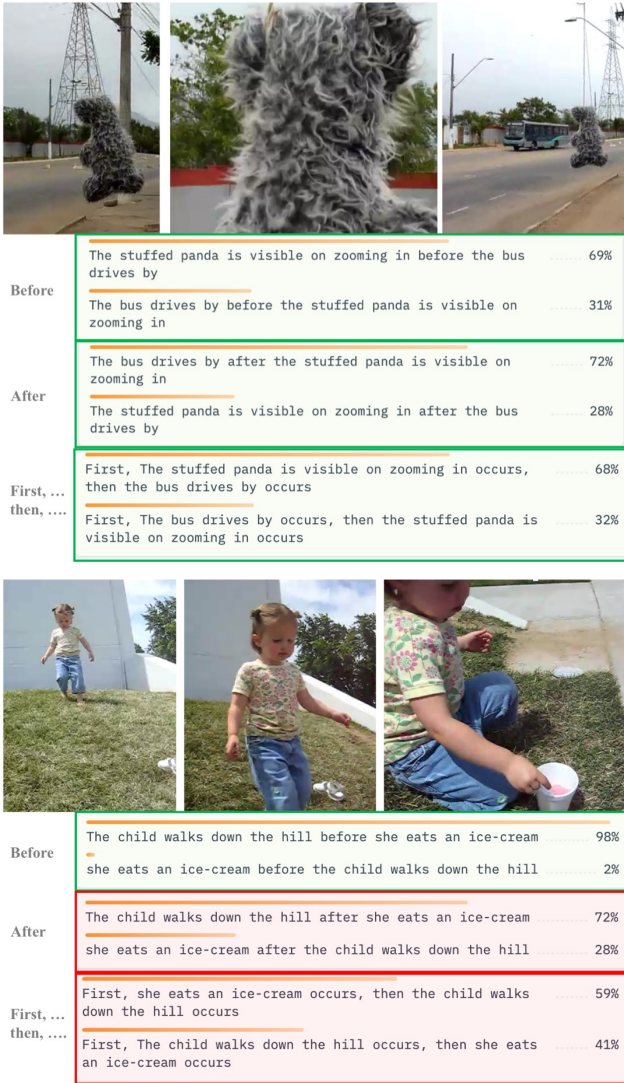 Before
The stuffed panda is visible on zooming in before the bus
drives by
69%
The bus drives by before the stuffed panda is visible on
zooming in
31%
After
The bus drives by after the stuffed panda is visible on
zooming in
72%
The stuffed panda is visible on zooming in after the bus
drives by
28%
First, ...
then, ....
First, The stuffed panda is visible on zooming in occurs,
then the bus drives by occurs
68%
First, The bus drives by occurs, then the stuffed panda is
visible on zooming in occurs
32%
Before
The child walks down the hill before she eats an ice-cream
98%
she eats an ice-cream before the child walks down the hill
2%
After
The child walks down the hill after she eats an ice-cream
72%
she eats an ice-cream after the child walks down the hill
28%
First, ...
then, ....
First, she eats an ice-cream occurs, then the child walks
down the hill occurs
59%
First, The child walks down the hill occurs, then she eats
an ice-cream occurs
41%